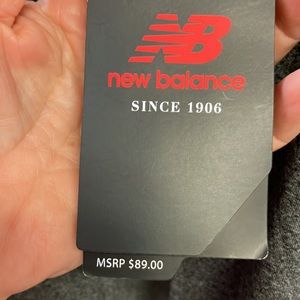 NB
new balance
SINCE 1906
MSRP $89.00